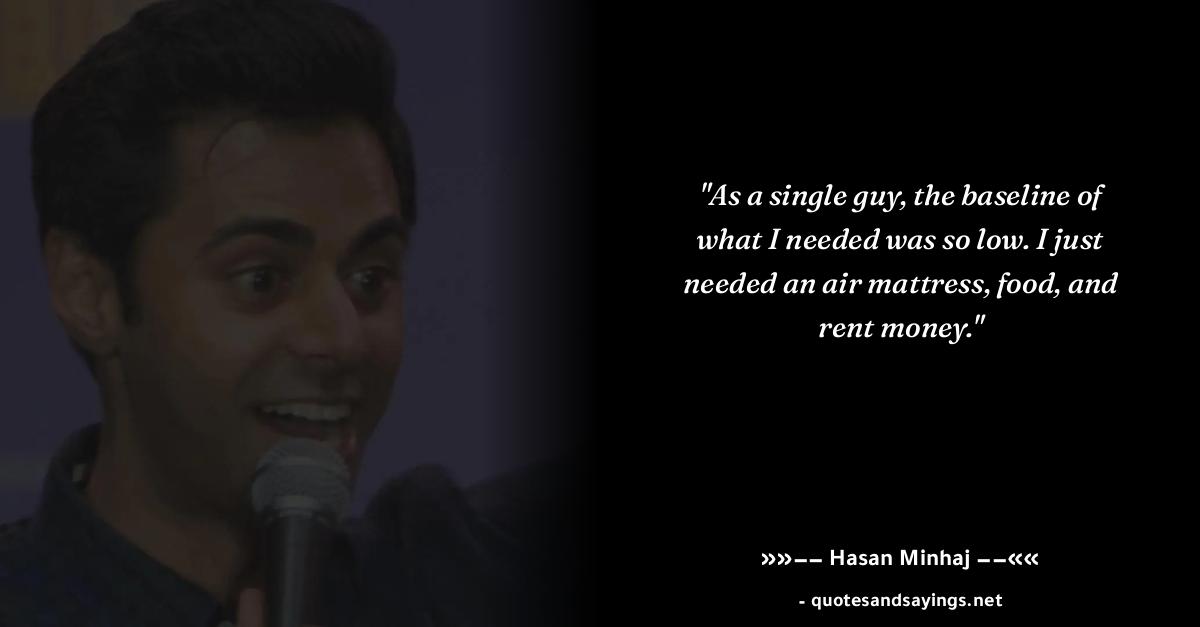 "As a single guy, the baseline of
what I needed was so low. I just
needed an air mattress, food, and
rent money."
»»−− Hasan Minhaj −−««
- quotesandsayings.net